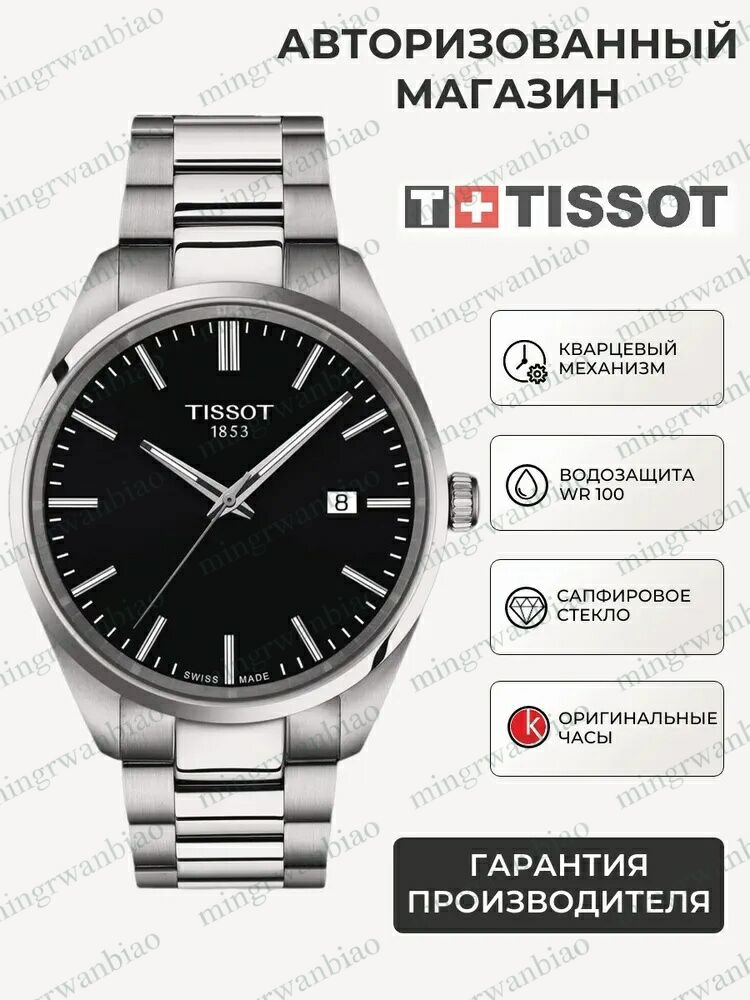 АВТОРИЗОВАННЫЙ
МАГАЗИН
T+TISSOT
КВАРЦЕВЫЙ
МЕХАНИЗМ
TISSOT
1853
8
ВОДОЗАЩИТА
WR 100
САПФИРОВОЕ
СТЕКЛО
SWISS MADE
k
ОРИГИНАЛЬНЫЕ
ЧАСЫ
ГАРАНТИЯ
ПРОИЗВОДИТЕЛЯ
mingrwanbiao